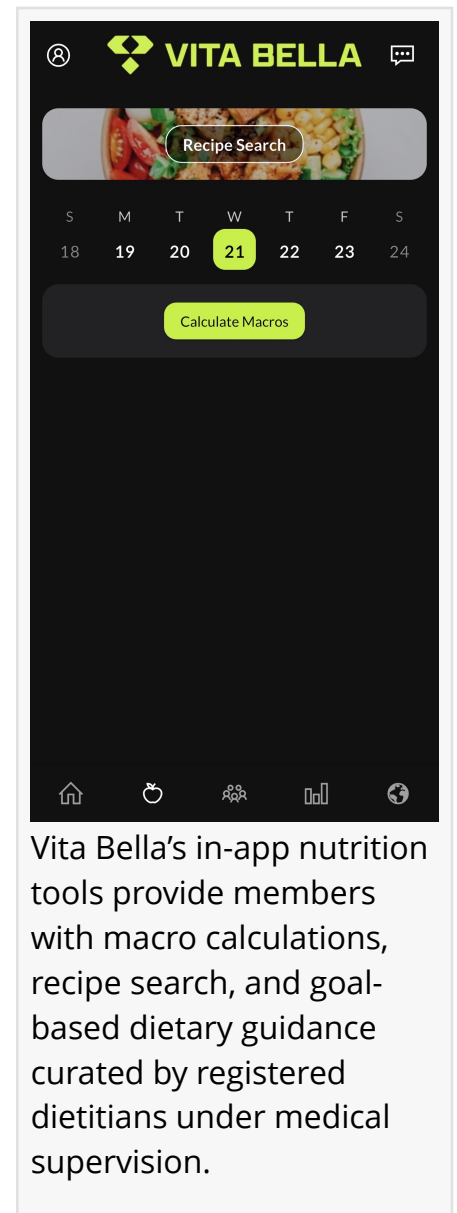 VITA BELLA
Recipe Search
S M T W T F S
18 19 20 21 22 23 24
Calculate Macros
Vita Bella’s in-app nutrition
tools provide members
with macro calculations,
recipe search, and goal-
based dietary guidance
curated by registered
dietitians under medical
supervision.